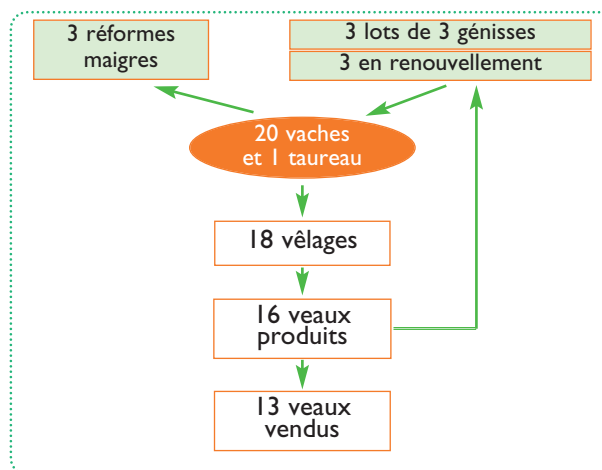 3 réformes
maigres
3 lots de 3 génisses
3 en renouvellement
20 vaches
et 1 taureau
18 vêlages
16 veaux
produits
13 veaux
vendus